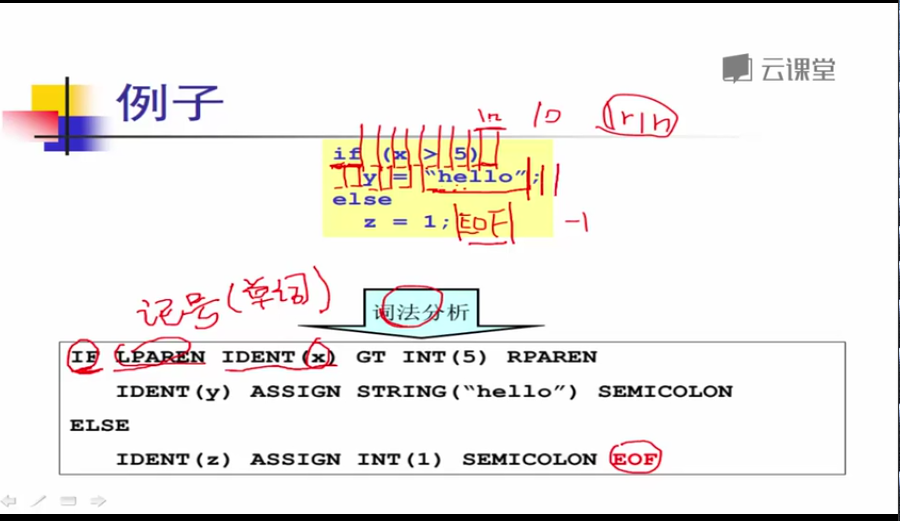 云课堂
例子
\n 10 \r\n
if (x > 5)
y = “hello”;
else
z = 1; EOF -1
记号(单词)
词法分析
IF LPAREN IDENT(x) GT INT(5) RPAREN
IDENT(y) ASSIGN STRING(“hello”) SEMICOLON
ELSE
IDENT(z) ASSIGN INT(1) SEMICOLON EOF